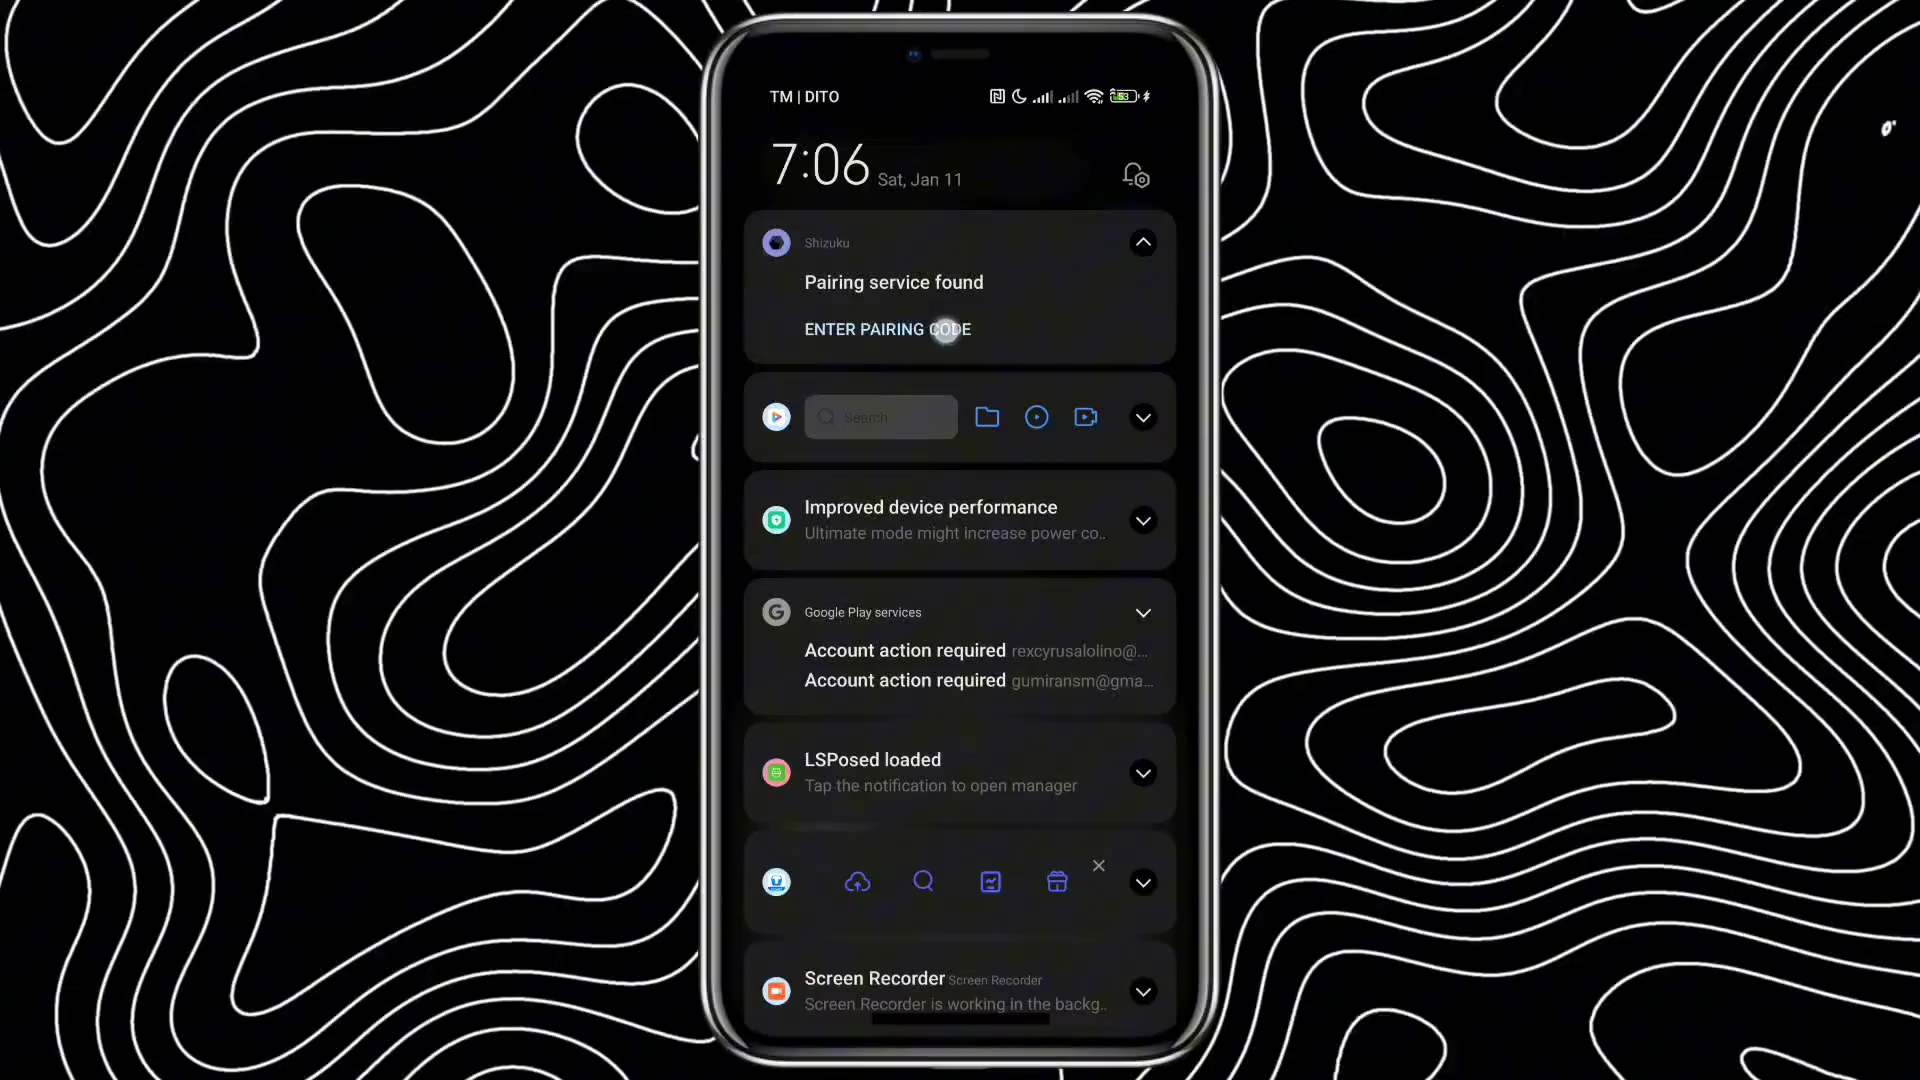 TM | DITO
53
7:06 Sat, Jan 11
Shizuku
Pairing service found
ENTER PAIRING CODE
Search
Improved device performance
Ultimate mode might increase power co..
Google Play services
Account action required rexcyrusalolino@...
Account action required gumiransm@gma...
LSPosed loaded
Tap the notification to open manager
Screen Recorder Screen Recorder
Screen Recorder is working in the backg..